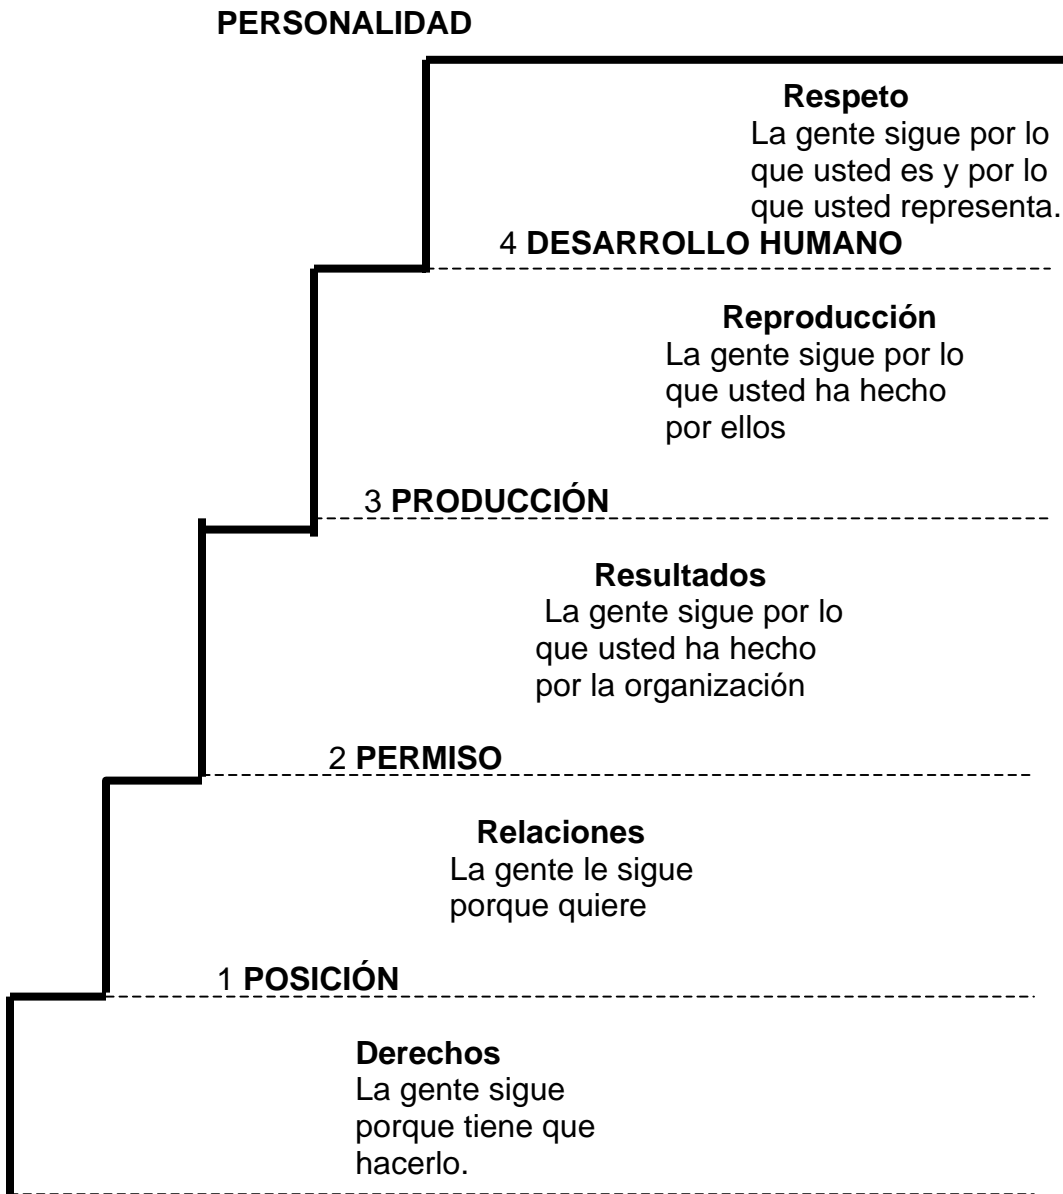 PERSONALIDAD
Respeto
La gente sigue por lo
que usted es y por lo
que usted representa.
4 DESARROLLO HUMANO
Reproducción
La gente sigue por lo
que usted ha hecho
por ellos
3 PRODUCCIÓN
Resultados
La gente sigue por lo
que usted ha hecho
por la organización
2 PERMISO
Relaciones
La gente le sigue
porque quiere
1 POSICIÓN
Derechos
La gente sigue
porque tiene que
hacerlo.